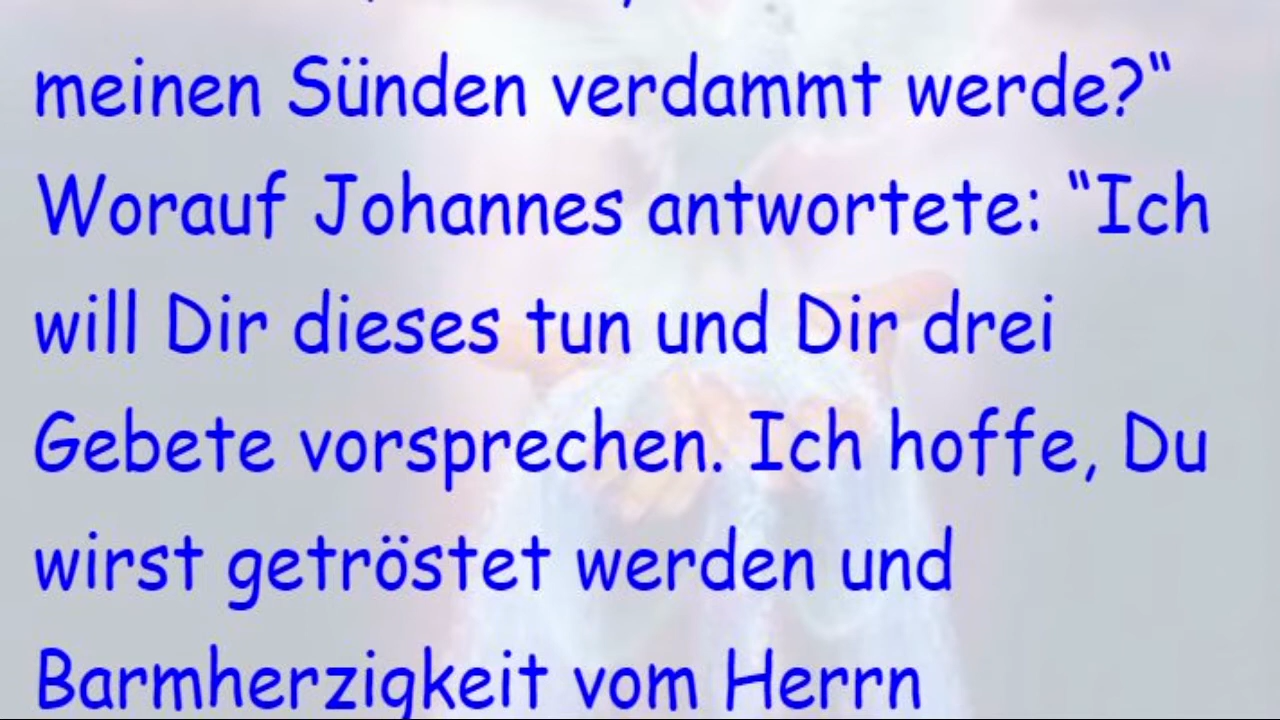 meinen Sünden verdammt werde?“
Worauf Johannes antwortete: “Ich
will Dir dieses tun und Dir drei
Gebete vorsprechen. Ich hoffe, Du
wirst getröstet werden und
Barmherzigkeit vom Herrn